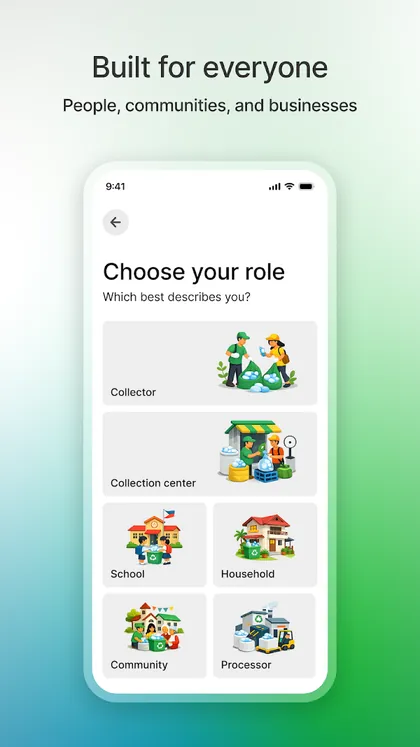 Built for everyone
People, communities, and businesses
9:41
Choose your role
Which best describes you?
Collector
Collection center
School
Household
Community
Processor